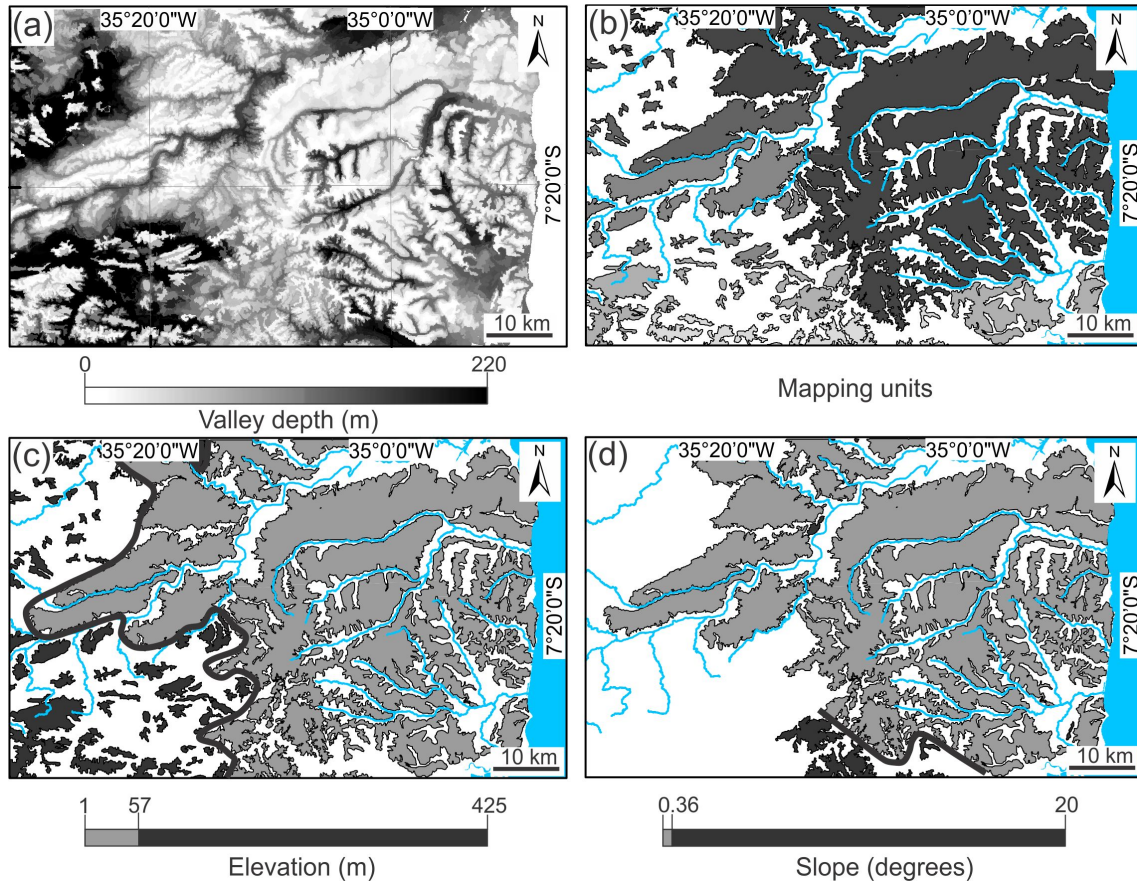 (a)
35°20'0"W
35°0'0"W
N
7°20'0"S
10 km
0
220
Valley depth (m)
(b)
35°20'0"W
35°0'0"W
N
7°20'0"S
10 km
Mapping units
(c)
35°20'0"W
35°0'0"W
N
7°20'0"S
10 km
1
57
425
Elevation (m)
(d)
35°20'0"W
35°0'0"W
N
7°20'0"S
10 km
0.36
20
Slope (degrees)